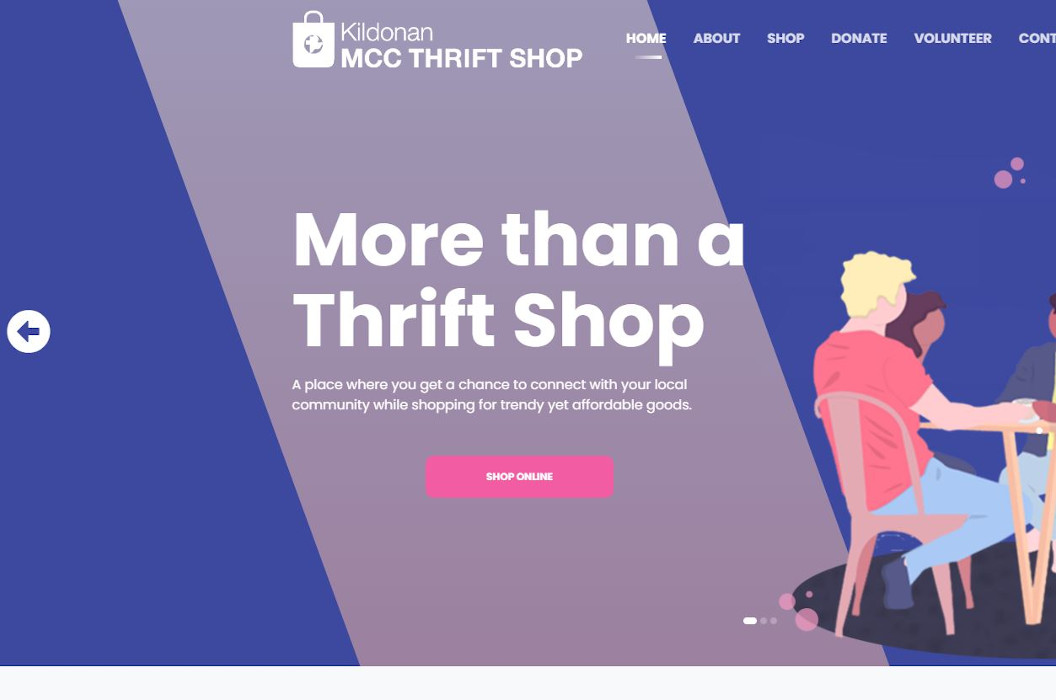 Kildonan
MCC THRIFT SHOP
HOME ABOUT SHOP DONATE VOLUNTEER CONT
More than a
Thrift Shop
A place where you get a chance to connect with your local
community while shopping for trendy yet affordable goods.
SHOP ONLINE